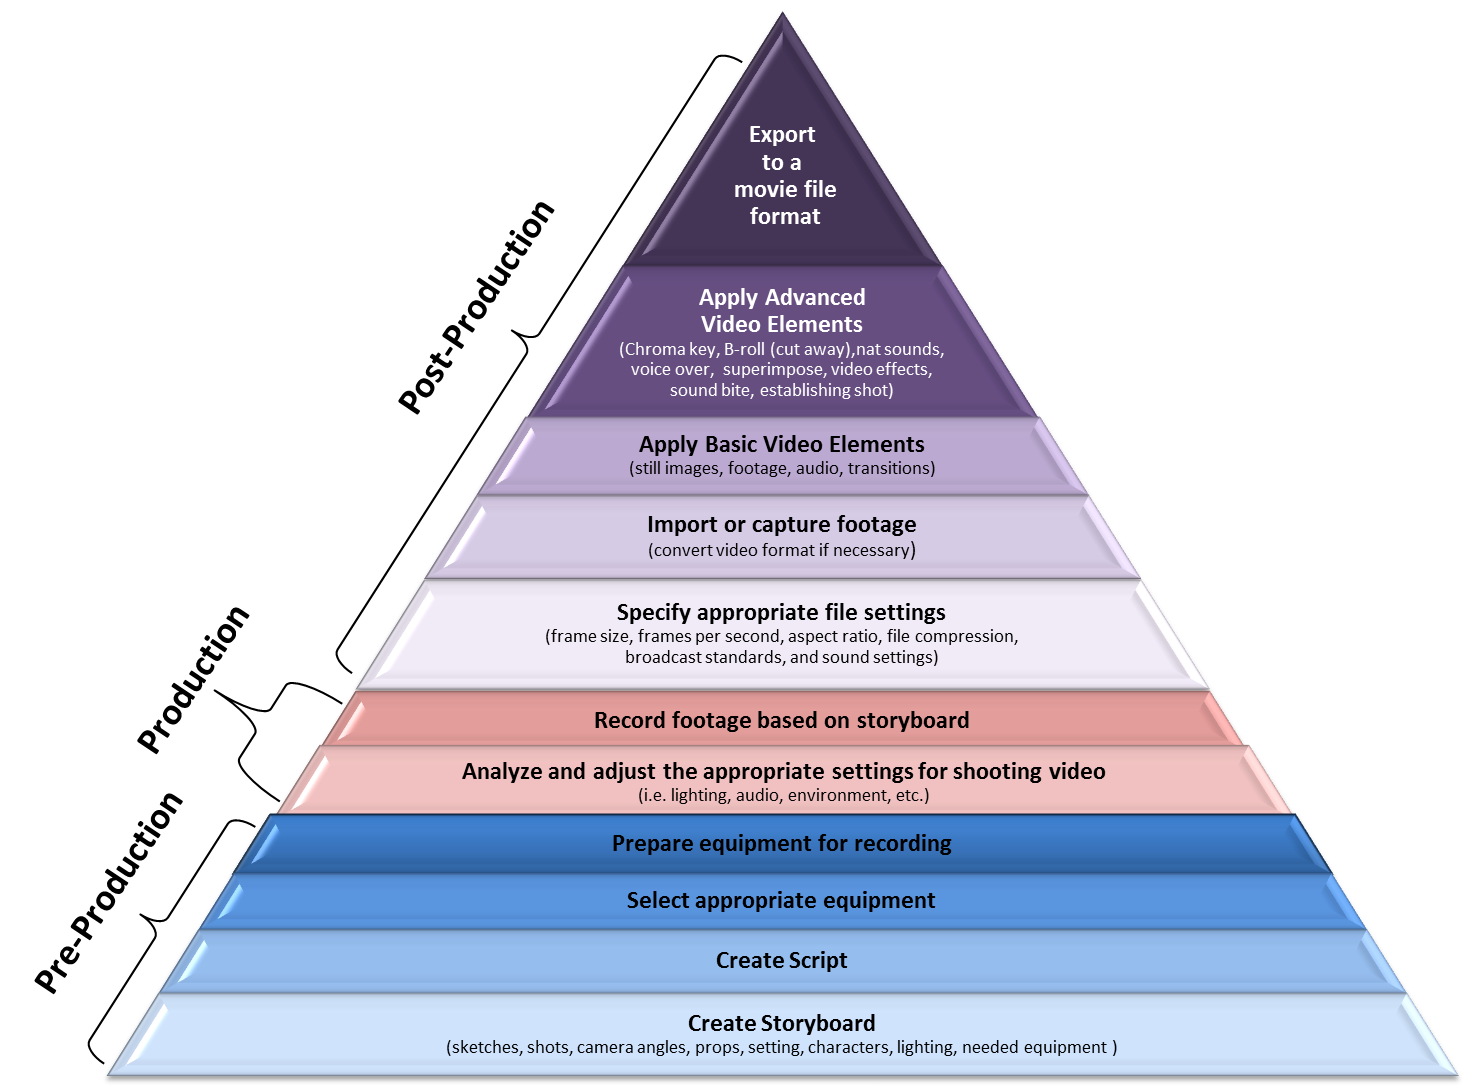 Export
to a
movie file
format
Apply Advanced
Video Elements
(Chroma key, B-roll (cut away),nat sounds,
voice over, superimpose, video effects,
sound bite, establishing shot)
Apply Basic Video Elements
(still images, footage, audio, transitions)
Import or capture footage
(convert video format if necessary)
Specify appropriate file settings
(frame size, frames per second, aspect ratio, file compression,
broadcast standards, and sound settings)
Post-Production
Record footage based on storyboard
Analyze and adjust the appropriate settings for shooting video
(i.e. lighting, audio, environment, etc.)
Production
Prepare equipment for recording
Select appropriate equipment
Create Script
Create Storyboard
(sketches, shots, camera angles, props, setting, characters, lighting, needed equipment )
Pre-Production